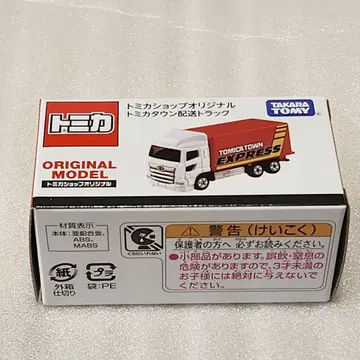 トミカ
トミカショップオリジナル
トミカタウン配送トラック
TAKARA
TOMY
TOMICA TOWN
EXPRESS
ORIGINAL
MODEL
トミカショップオリジナル
-材質表示-
本体:亜鉛合金、
ABS、
MABS
紙
外箱
仕切り
プラ
袋:PE
警告(けいこく)
保護者の方へ 必ずお読みください。
●小部品があります。誤飲・窒息の
危険がありますので、3才未満の
お子様には絶対に与えないで
ください。